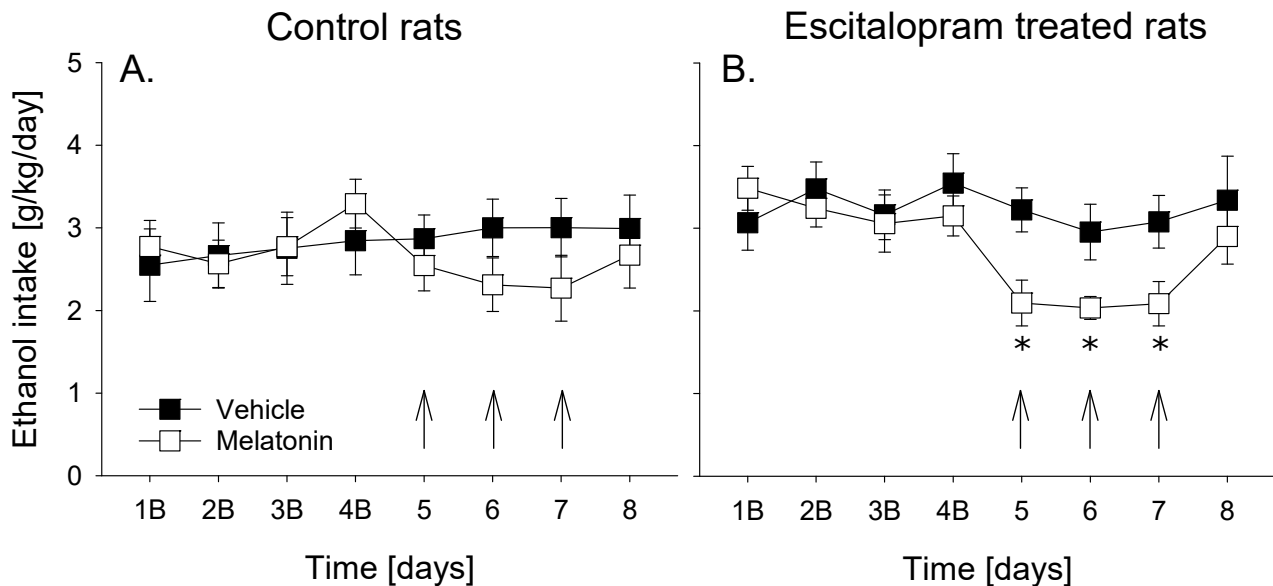 Control rats
Escitalopram treated rats
A.
B.
Ethanol intake [g/kg/day]
5
4
3
2
1
0
Vehicle
Melatonin
* * *
1B 2B 3B 4B 5 6 7 8
1B 2B 3B 4B 5 6 7 8
Time [days]
Time [days]